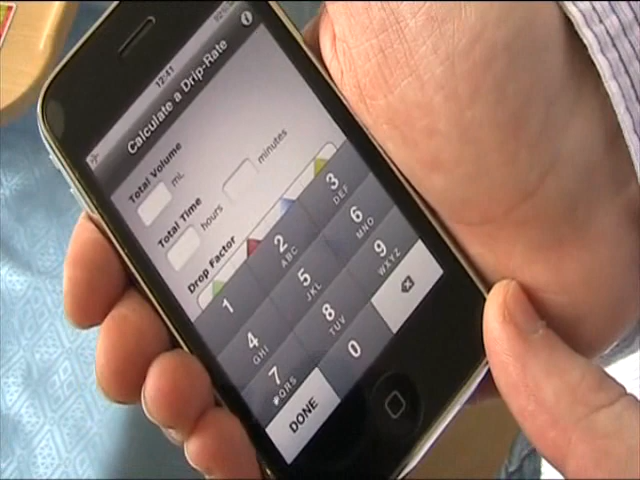 12:41
Calculate a Drip-Rate
Total Volume
mL
Total Time
hours
minutes
Drop Factor
1
2
ABC
3
DEF
4
GHI
5
JKL
6
MNO
7
PQRS
8
TUV
9
WXYZ
DONE
0